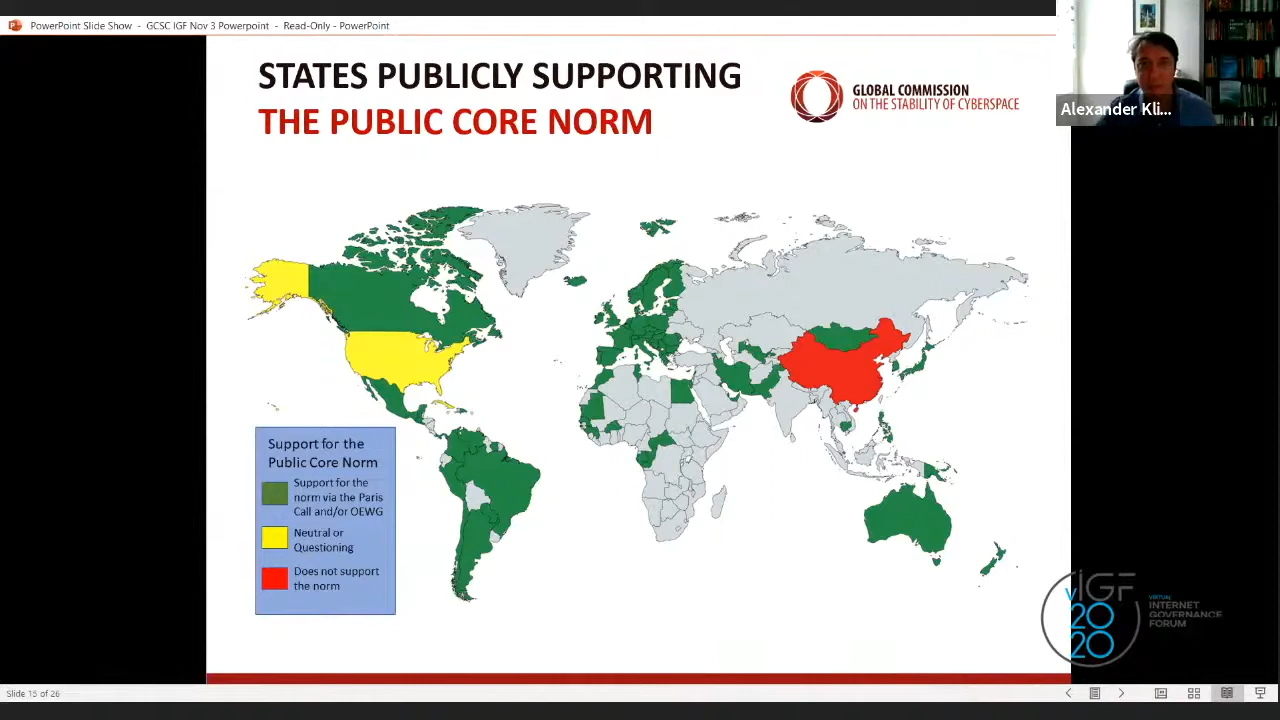 PowerPoint Slide Show - GCSC IGF Nov 3 Powerpoint - Read-Only - PowerPoint
STATES PUBLICLY SUPPORTING
THE PUBLIC CORE NORM
GLOBAL COMMISSION
ON THE STABILITY OF CYBERSPACE
Alexander Kli...
Support for the
Public Core Norm
Support for the
norm via the Paris
Call and/or OEWG
Neutral or
Questioning
Does not support
the norm
vIGF
2020
VIRTUAL
INTERNET
GOVERNANCE
FORUM
Slide 15 of 26